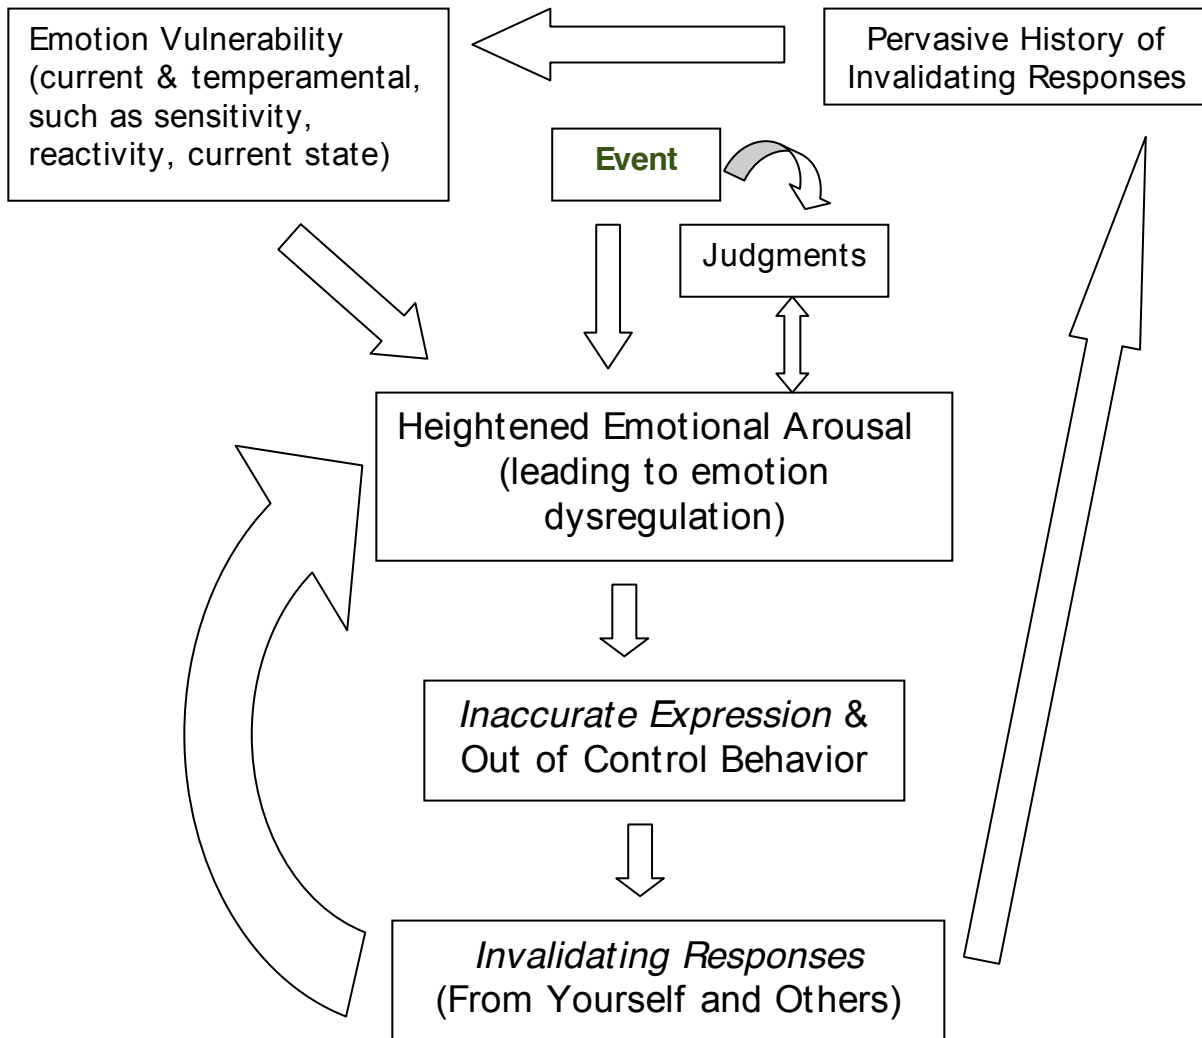 Emotion Vulnerability
(current & temperamental,
such as sensitivity,
reactivity, current state)
Pervasive History of
Invalidating Responses
Event
Judgments
Heightened Emotional Arousal
(leading to emotion
dysregulation)
Inaccurate Expression &
Out of Control Behavior
Invalidating Responses
(From Yourself and Others)